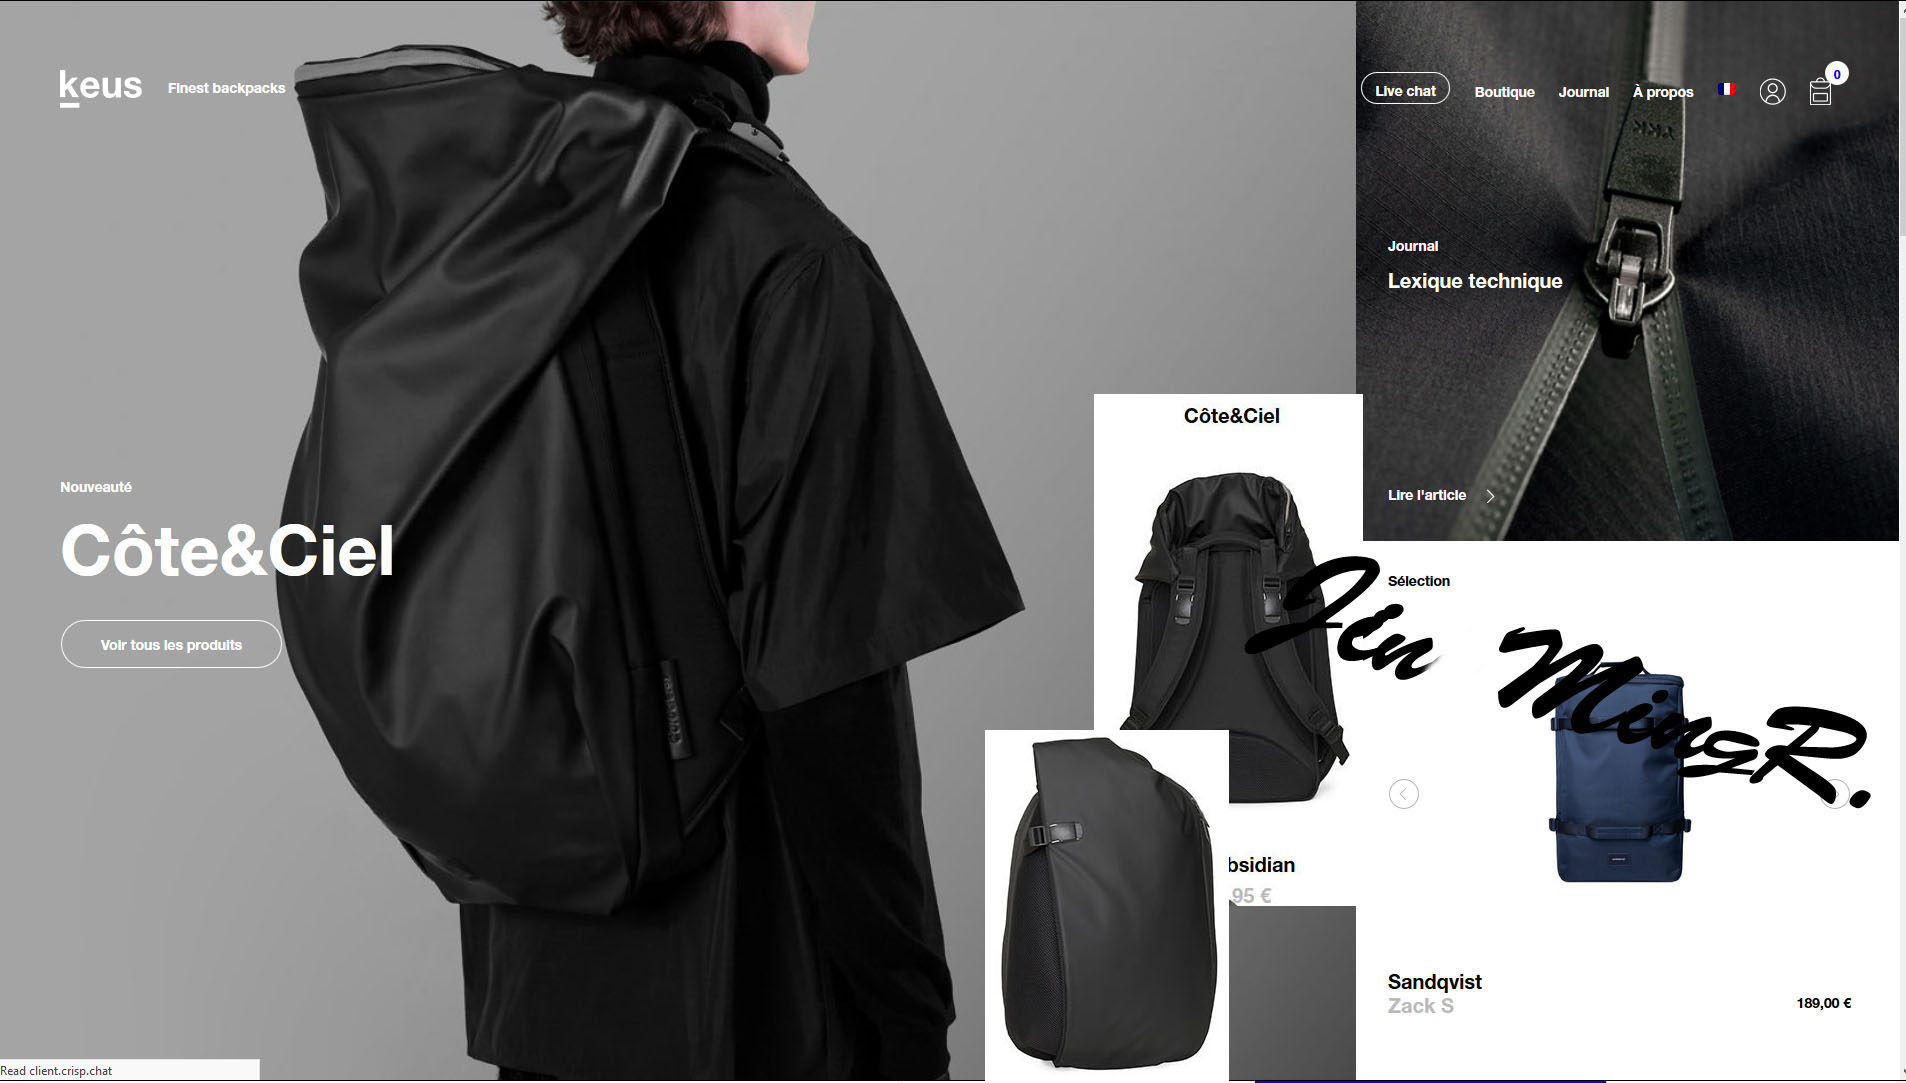 keus
Finest backpacks
Live chat
Boutique
Journal
À propos
0
YKK
Journal
Lexique technique
Lire l'article
Nouveauté
Côte&Ciel
Voir tous les produits
Côte&Ciel
bsidian
95 €
Sélection
Jin MingR.
Sandqvist
Zack S
189,00 €
Read client.crisp.chat